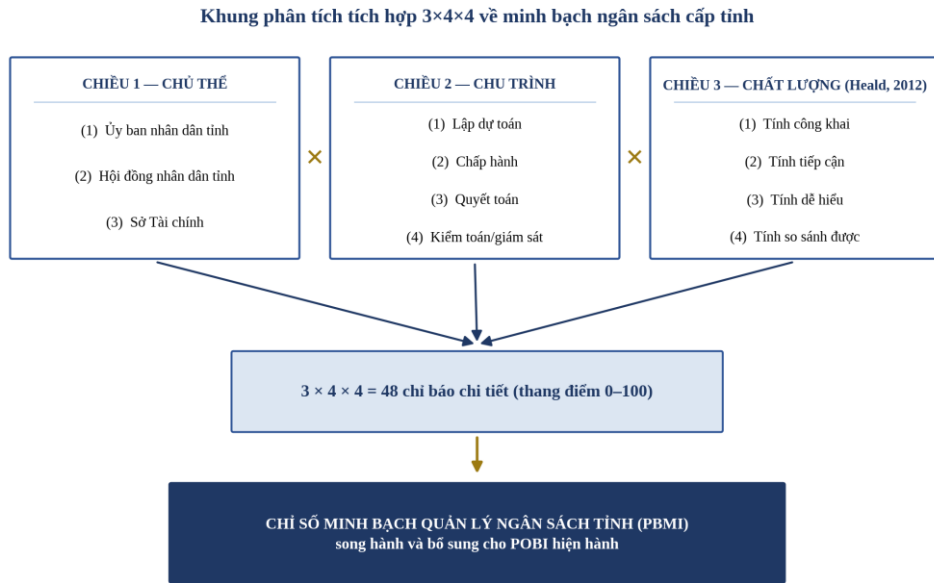 Khung phân tích tích hợp 3×4×4 về minh bạch ngân sách cấp tỉnh
CHIỀU 1 — CHỦ THỂ
(1) Ủy ban nhân dân tỉnh
(2) Hội đồng nhân dân tỉnh
(3) Sở Tài chính
×
CHIỀU 2 — CHU TRÌNH
(1) Lập dự toán
(2) Chấp hành
(3) Quyết toán
(4) Kiểm toán/giám sát
×
CHIỀU 3 — CHẤT LƯỢNG (Heald, 2012)
(1) Tính công khai
(2) Tính tiếp cận
(3) Tính dễ hiểu
(4) Tính so sánh được
3 × 4 × 4 = 48 chỉ báo chi tiết (thang điểm 0–100)
CHỈ SỐ MINH BẠCH QUẢN LÝ NGÂN SÁCH TỈNH (PBMI)
song hành và bổ sung cho POBI hiện hành